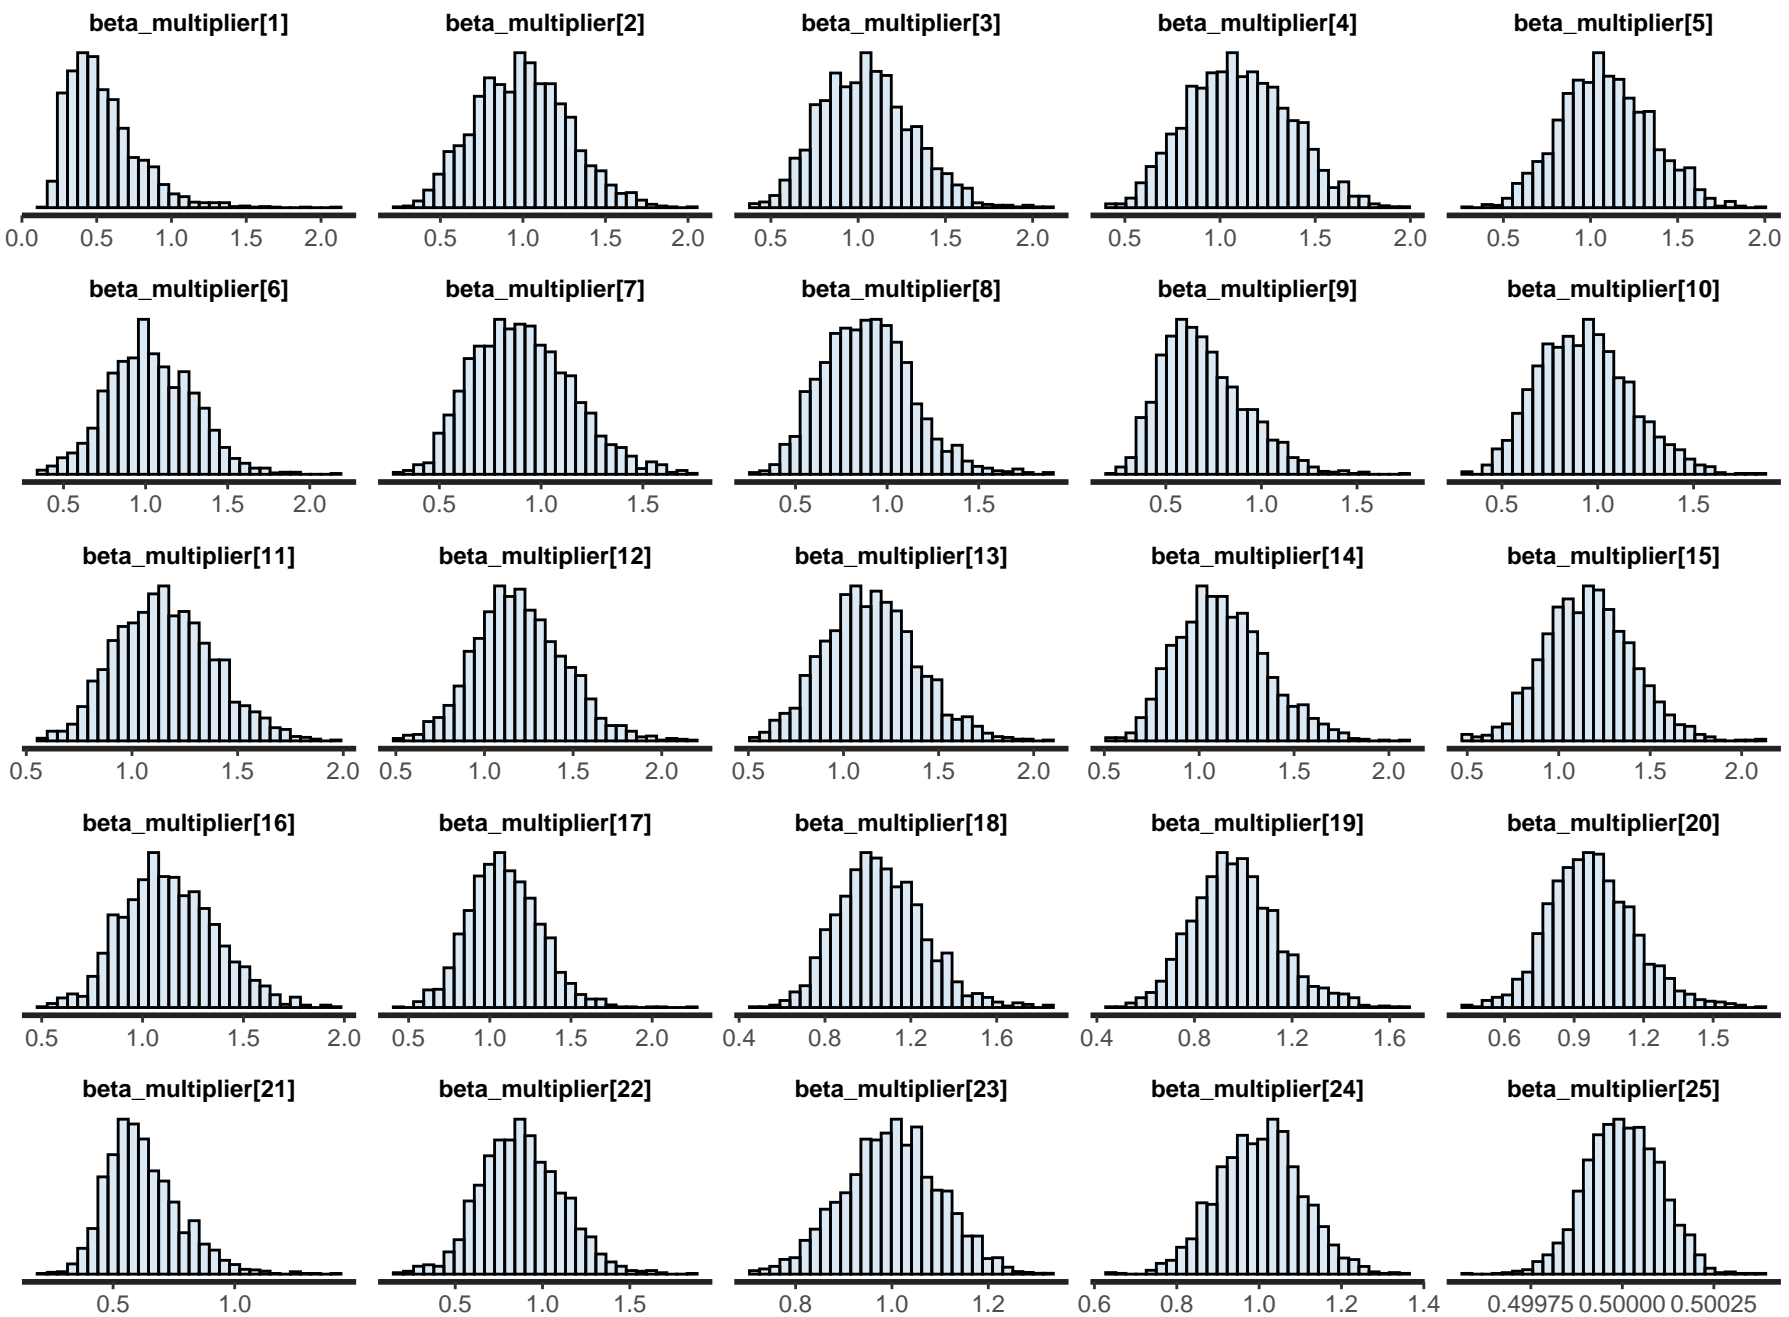 beta_multiplier[1] beta_multiplier[2] beta_multiplier[3] beta_multiplier[4] beta_multiplier[5]
0.0 0.5 1.0 1.5 2.0 0.5 1.0 1.5 2.0 0.5 1.0 1.5 2.0 0.5 1.0 1.5 2.0 0.5 1.0 1.5 2.0
beta_multiplier[6] beta_multiplier[7] beta_multiplier[8] beta_multiplier[9] beta_multiplier[10]
0.5 1.0 1.5 2.0 0.5 1.0 1.5 0.5 1.0 1.5 0.5 1.0 1.5 0.5 1.0 1.5
beta_multiplier[11] beta_multiplier[12] beta_multiplier[13] beta_multiplier[14] beta_multiplier[15]
0.5 1.0 1.5 2.0 0.5 1.0 1.5 2.0 0.5 1.0 1.5 2.0 0.5 1.0 1.5 2.0 0.5 1.0 1.5 2.0
beta_multiplier[16] beta_multiplier[17] beta_multiplier[18] beta_multiplier[19] beta_multiplier[20]
0.5 1.0 1.5 2.0 0.5 1.0 1.5 2.0 0.4 0.8 1.2 1.6 0.4 0.8 1.2 1.6 0.6 0.9 1.2 1.5
beta_multiplier[21] beta_multiplier[22] beta_multiplier[23] beta_multiplier[24] beta_multiplier[25]
0.5 1.0 0.5 1.0 1.5 0.8 1.0 1.2 0.6 0.8 1.0 1.2 1.4 0.49975 0.50000 0.50025